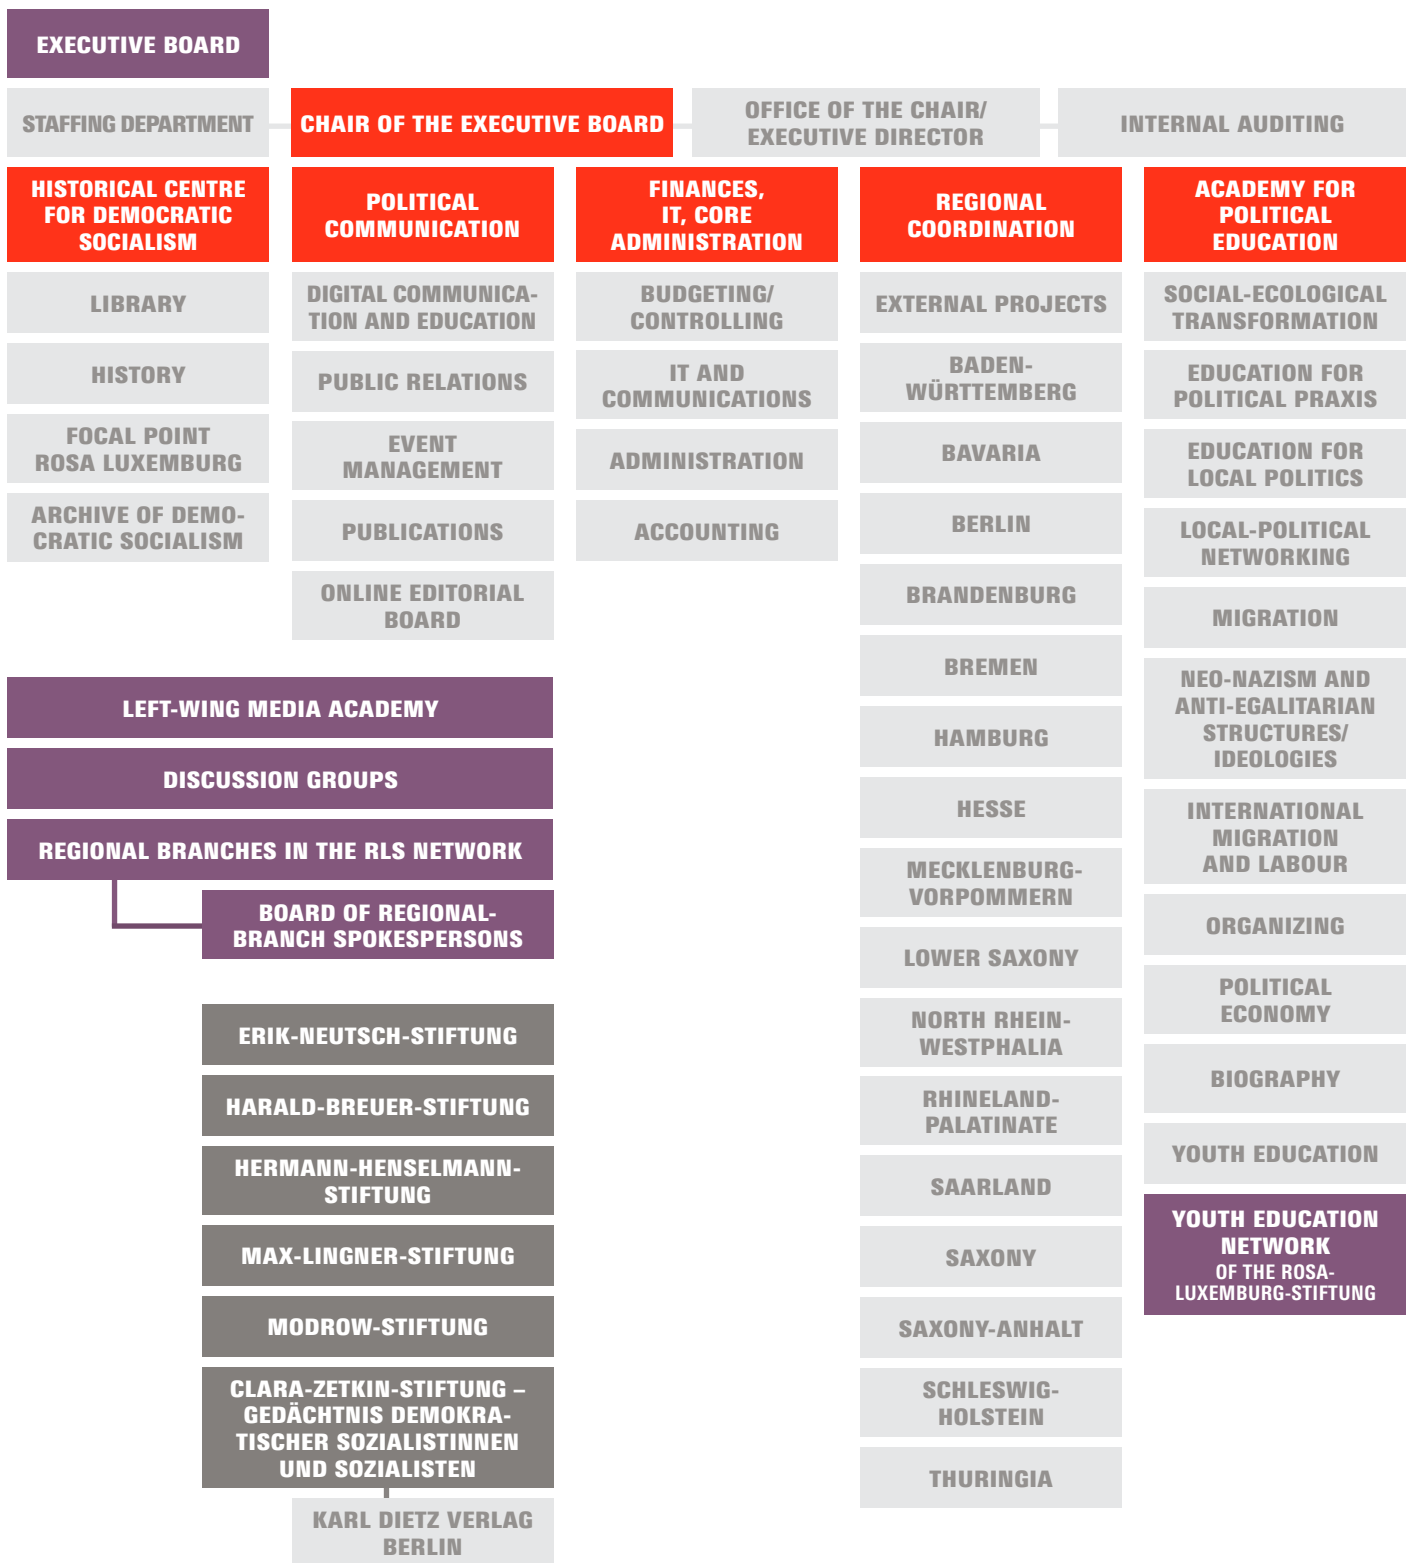 EXECUTIVE BOARD
STAFFING DEPARTMENT
CHAIR OF THE EXECUTIVE BOARD
OFFICE OF THE CHAIR/
EXECUTIVE DIRECTOR
INTERNAL AUDITING
HISTORICAL CENTRE
FOR DEMOCRATIC
SOCIALISM
LIBRARY
HISTORY
FOCAL POINT
ROSA LUXEMBURG
ARCHIVE OF DEMO-
CRATIC SOCIALISM
POLITICAL
COMMUNICATION
DIGITAL COMMUNICA-
TION AND EDUCATION
PUBLIC RELATIONS
EVENT
MANAGEMENT
PUBLICATIONS
ONLINE EDITORIAL
BOARD
FINANCES,
IT, CORE
ADMINISTRATION
BUDGETING/
CONTROLLING
IT AND
COMMUNICATIONS
ADMINISTRATION
ACCOUNTING
REGIONAL
COORDINATION
EXTERNAL PROJECTS
BADEN-
WÜRTTEMBERG
BAVARIA
BERLIN
BRANDENBURG
BREMEN
HAMBURG
HESSE
MECKLENBURG-
VORPOMMERN
LOWER SAXONY
NORTH RHEIN-
WESTPHALIA
RHINELAND-
PALATINATE
SAARLAND
SAXONY
SAXONY-ANHALT
SCHLESWIG-
HOLSTEIN
THURINGIA
ACADEMY FOR
POLITICAL
EDUCATION
SOCIAL-ECOLOGICAL
TRANSFORMATION
EDUCATION FOR
POLITICAL PRAXIS
EDUCATION FOR
LOCAL POLITICS
LOCAL-POLITICAL
NETWORKING
MIGRATION
NEO-NAZISM AND
ANTI-EGALITARIAN
STRUCTURES/
IDEOLOGIES
INTERNATIONAL
MIGRATION
AND LABOUR
ORGANIZING
POLITICAL
ECONOMY
BIOGRAPHY
YOUTH EDUCATION
YOUTH EDUCATION
NETWORK
OF THE ROSA-
LUXEMBURG-STIFTUNG
LEFT-WING MEDIA ACADEMY
DISCUSSION GROUPS
REGIONAL BRANCHES IN THE RLS NETWORK
BOARD OF REGIONAL-
BRANCH SPOKESPERSONS
ERIK-NEUTSCH-STIFTUNG
HARALD-BREUER-STIFTUNG
HERMANN-HENSELMANN-
STIFTUNG
MAX-LINGNER-STIFTUNG
MODROW-STIFTUNG
CLARA-ZETKIN-STIFTUNG –
GEDÄCHTNIS DEMOKRA-
TISCHER SOZIALISTINNEN
UND SOZIALISTEN
KARL DIETZ VERLAG
BERLIN